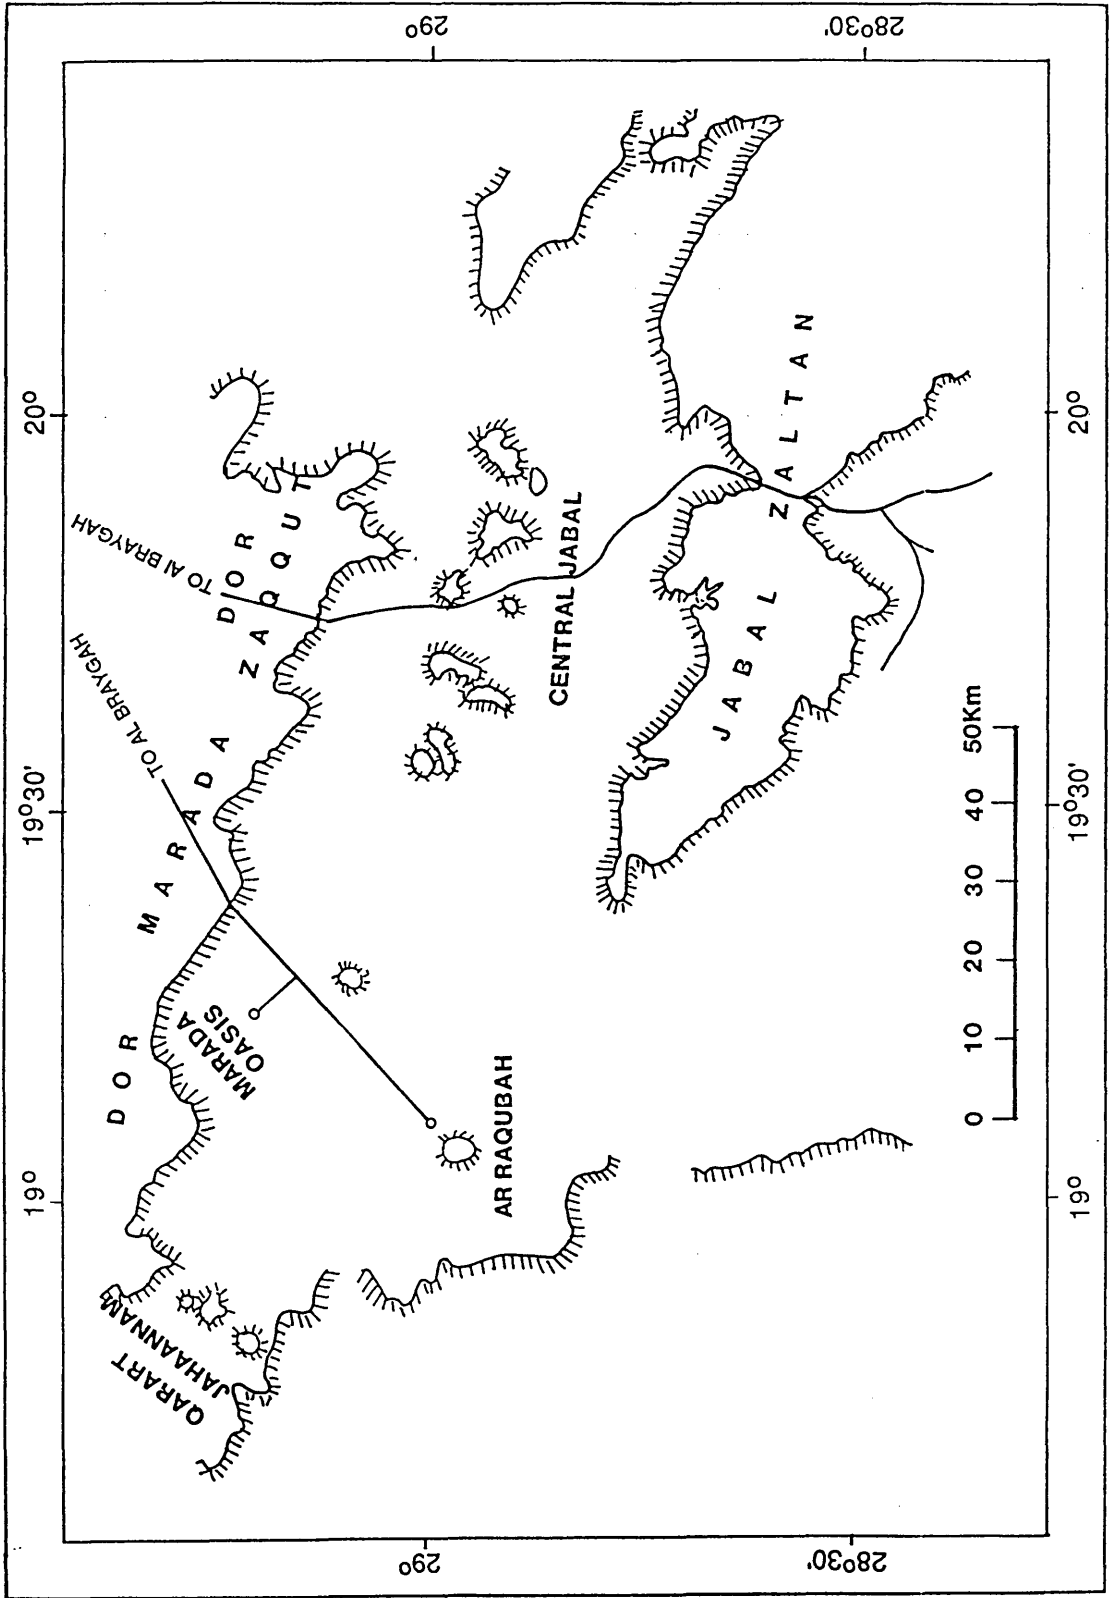 19°
19°30'
20°
29°
29°
28°30'
28°30'
19°
19°30'
20°
QARART
JAHAANNAM
DOR MARADA
TO AL BRAYGAH
TO Al BRAYGAH
DOR
ZAQQUT
MARADA
OASIS
AR RAQUBAH
CENTRAL JABAL
JABAL ZALTAN
0 10 20 30 40 50Km